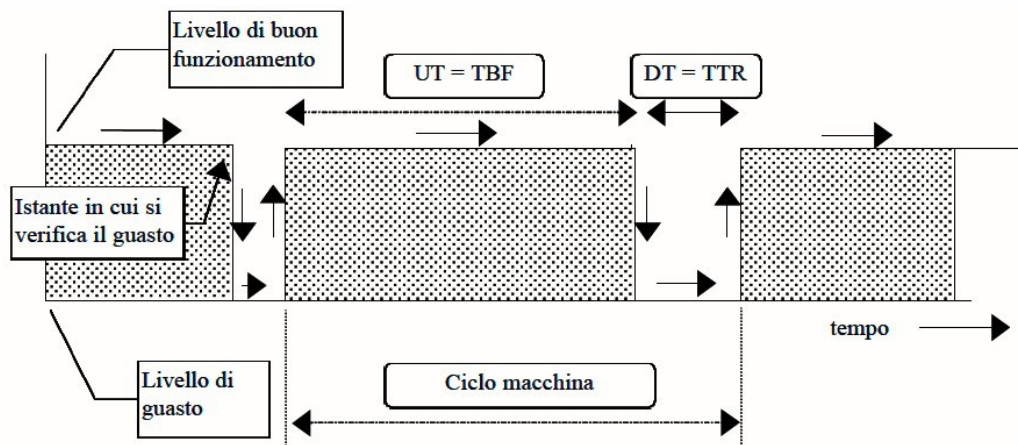 Livello di buon
funzionamento
UT = TBF
DT = TTR
Istante in cui si
verifica il guasto
tempo
Livello di
guasto
Ciclo macchina